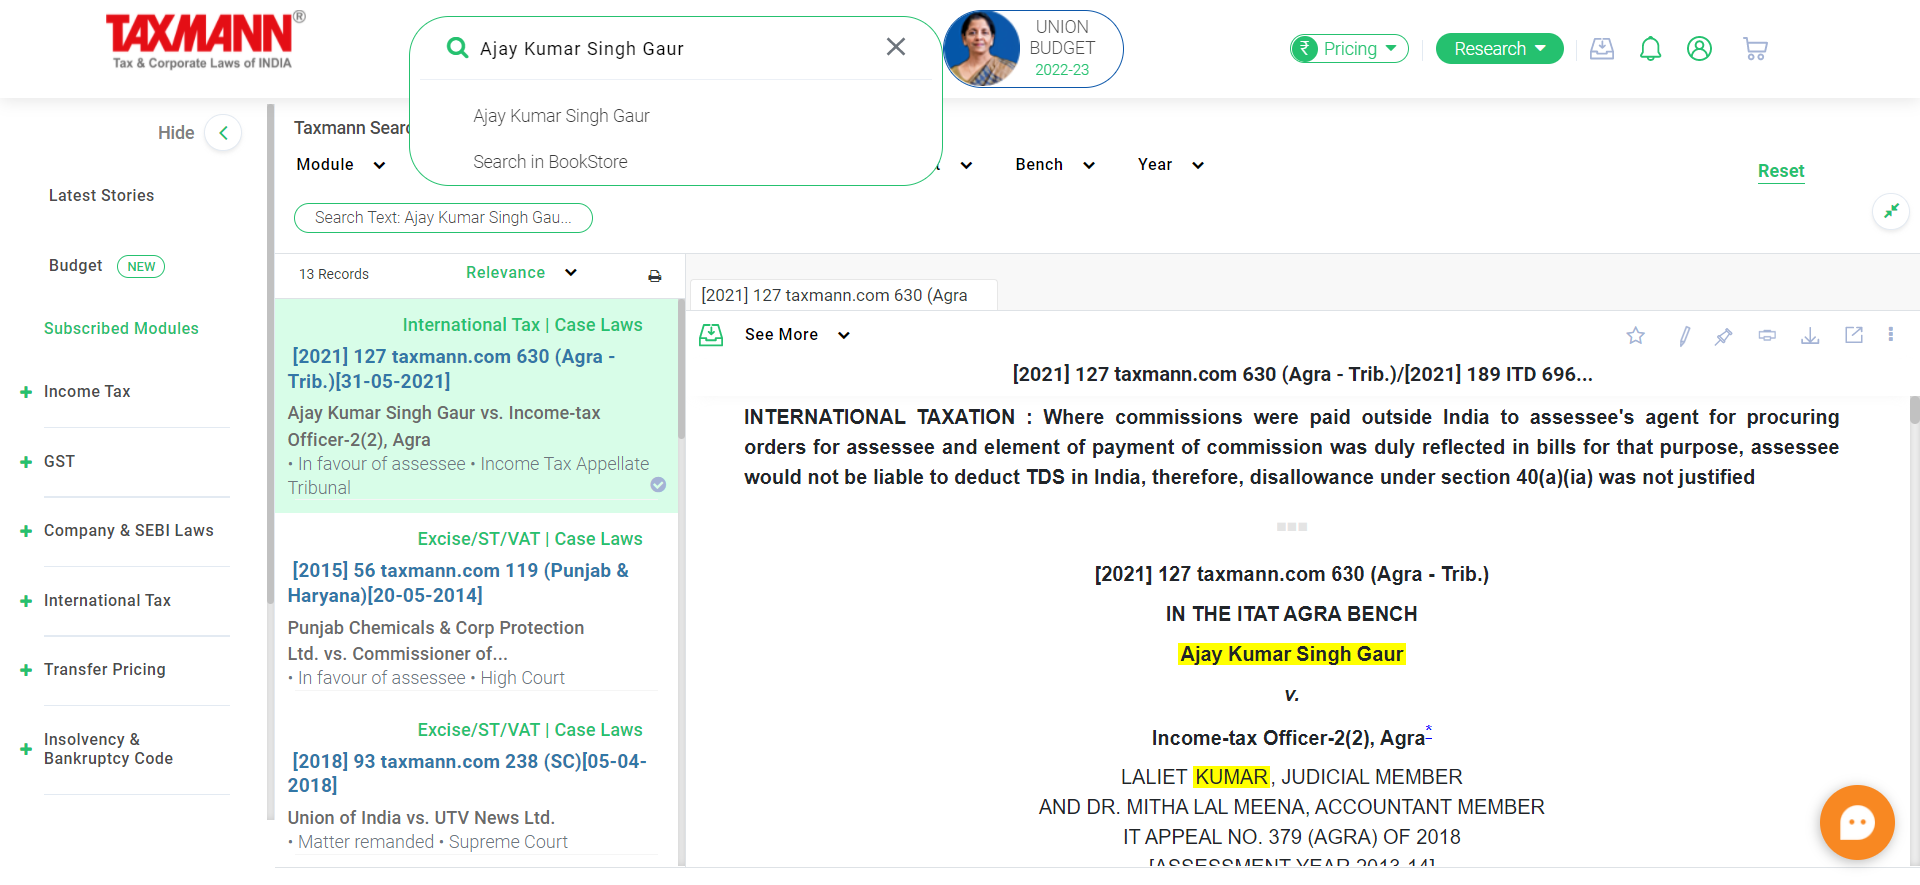 TAXMANN®
Tax & Corporate Laws of INDIA
Ajay Kumar Singh Gaur
Ajay Kumar Singh Gaur
Search in BookStore
UNION
BUDGET
2022-23
₹ Pricing
Research
Hide
Latest Stories
Budget NEW
Subscribed Modules
Income Tax
GST
Company & SEBI Laws
International Tax
Transfer Pricing
Insolvency &
Bankruptcy Code
Taxmann Sear
Module
Bench
Year
Reset
Search Text: Ajay Kumar Singh Gau...
13 Records
Relevance
International Tax | Case Laws
[2021] 127 taxmann.com 630 (Agra -
Trib.)[31-05-2021]
Ajay Kumar Singh Gaur vs. Income-tax
Officer-2(2), Agra
• In favour of assessee • Income Tax Appellate
Tribunal
Excise/ST/VAT | Case Laws
[2015] 56 taxmann.com 119 (Punjab &
Haryana)[20-05-2014]
Punjab Chemicals & Corp Protection
Ltd. vs. Commissioner of...
• In favour of assessee • High Court
Excise/ST/VAT | Case Laws
[2018] 93 taxmann.com 238 (SC)[05-04-
2018]
Union of India vs. UTV News Ltd.
• Matter remanded • Supreme Court
[2021] 127 taxmann.com 630 (Agra
See More
[2021] 127 taxmann.com 630 (Agra - Trib.)/[2021] 189 ITD 696...
INTERNATIONAL TAXATION : Where commissions were paid outside India to assessee's agent for procuring
orders for assessee and element of payment of commission was duly reflected in bills for that purpose, assessee
would not be liable to deduct TDS in India, therefore, disallowance under section 40(a)(ia) was not justified
[2021] 127 taxmann.com 630 (Agra - Trib.)
IN THE ITAT AGRA BENCH
Ajay Kumar Singh Gaur
v.
Income-tax Officer-2(2), Agra*
LALIET KUMAR, JUDICIAL MEMBER
AND DR. MITHA LAL MEENA, ACCOUNTANT MEMBER
IT APPEAL NO. 379 (AGRA) OF 2018
[ASSESSMENT YEAR 2013-14]